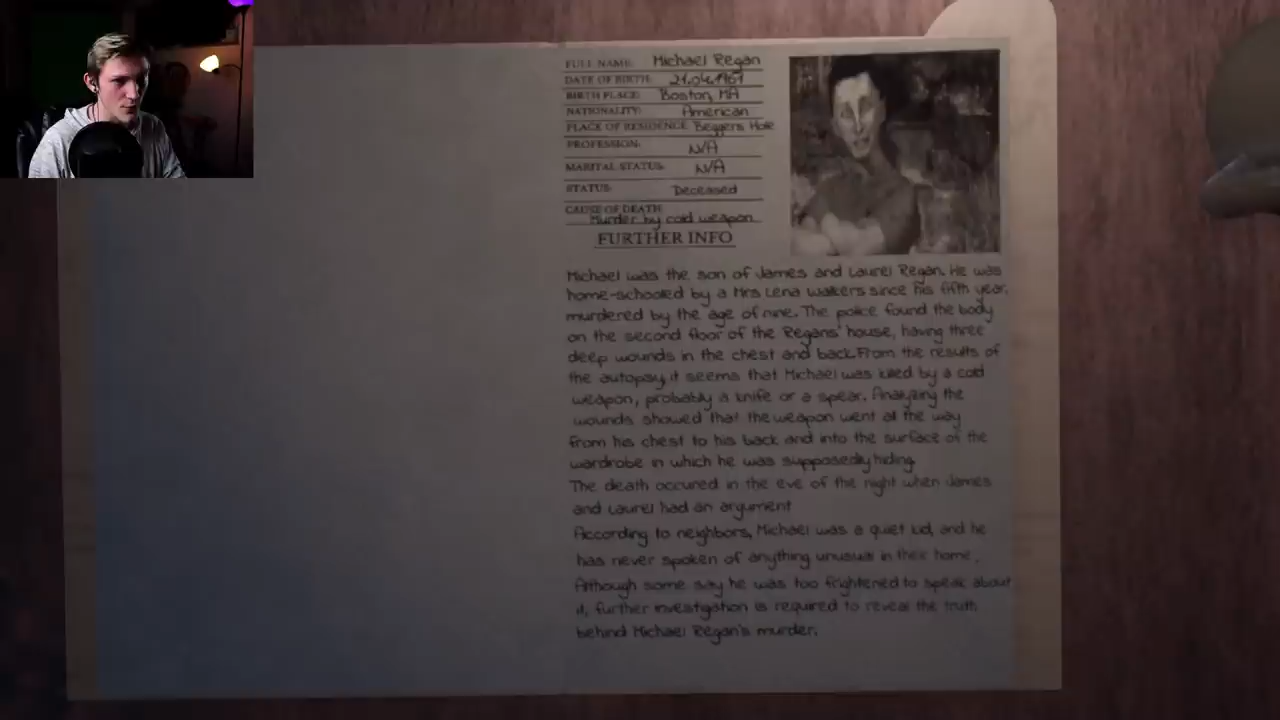 FULL NAME: Michael Regan
DATE OF BIRTH: 21.04.1961
BIRTH PLACE: Boston, MA
NATIONALITY: American
PLACE OF RESIDENCE: Beggers Hole
PROFESSION: N/A
MARITAL STATUS: N/A
STATUS: Deceased
CAUSE OF DEATH:
Murder by cold weapon
FURTHER INFO
Michael was the son of James and Laurel Regan. He was
home-schooled by a Mrs Lena Walkers since his fifth year,
murdered by the age of nine. The police found the body
on the second floor of the Regans' house, having three
deep wounds in the chest and back. From the results of
the autopsy, it seems that Michael was killed by a cold
weapon, probably a knife or a spear. Analyzing the
wounds showed that the weapon went all the way
from his chest to his back and into the surface of the
wardrobe in which he was supposedly hiding
The death occured in the eve of the night when James
and Laurel had an argument
According to neighbors, Michael was a quiet kid, and he
has never spoken of anything unusual in their home.
Although some say he was too frightened to speak about
it, further investigation is required to reveal the truth
behind Michael Regan's murder.